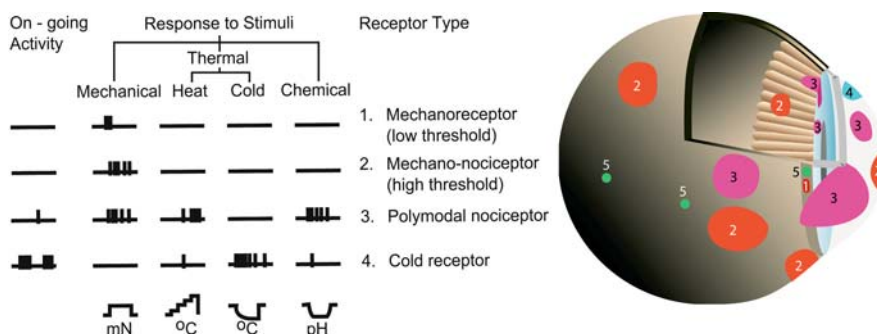 On - going Activity
Response to Stimuli
Receptor Type
Thermal
Mechanical Heat Cold Chemical
1. Mechanoreceptor
(low threshold)
2. Mechano-nociceptor
(high threshold)
3. Polymodal nociceptor
4. Cold receptor
mN ºC ºC pH
2
2
3
4
3
3
5
5
3
5
1
3
2
2
2